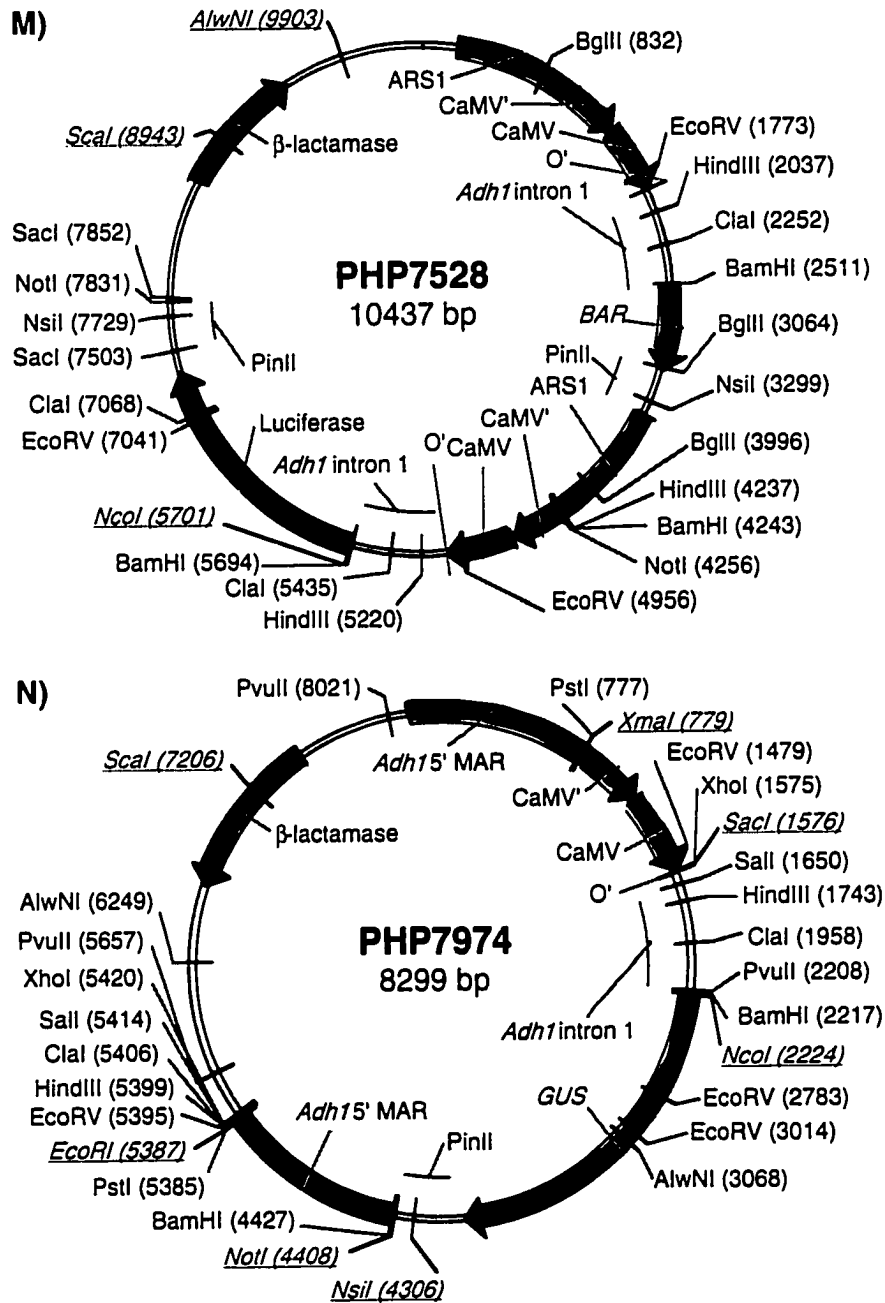 M)
AlwNI (9903)
BglII (832)
ARS1
CaMV'
CaMV
EcoRV (1773)
ScaI (8943)
β-lactamase
O'
HindIII (2037)
Adh1 intron 1
ClaI (2252)
SacI (7852)
BamHI (2511)
NotI (7831)
PHP7528
10437 bp
NsiI (7729)
BAR
BglII (3064)
SacI (7503)
PinII
PinII
NsiI (3299)
ARS1
ClaI (7068)
CaMV'
EcoRV (7041)
Luciferase
O' CaMV
BglII (3996)
Adh1 intron 1
HindIII (4237)
NcoI (5701)
BamHI (4243)
BamHI (5694)
NotI (4256)
ClaI (5435)
EcoRV (4956)
HindIII (5220)
N)
PvuII (8021)
PstI (777)
XmaI (779)
ScaI (7206)
Adh1 5' MAR
EcoRV (1479)
CaMV'
XhoI (1575)
SacI (1576)
β-lactamase
CaMV
SalI (1650)
O'
HindIII (1743)
AlwNI (6249)
PvuII (5657)
PHP7974
8299 bp
ClaI (1958)
XhoI (5420)
PvuII (2208)
SalI (5414)
Adh1 intron 1
BamHI (2217)
ClaI (5406)
NcoI (2224)
HindIII (5399)
GUS
EcoRV (2783)
EcoRV (5395)
Adh1 5' MAR
EcoRV (3014)
EcoRI (5387)
PinII
AlwNI (3068)
PstI (5385)
BamHI (4427)
NotI (4408)
NsiI (4306)